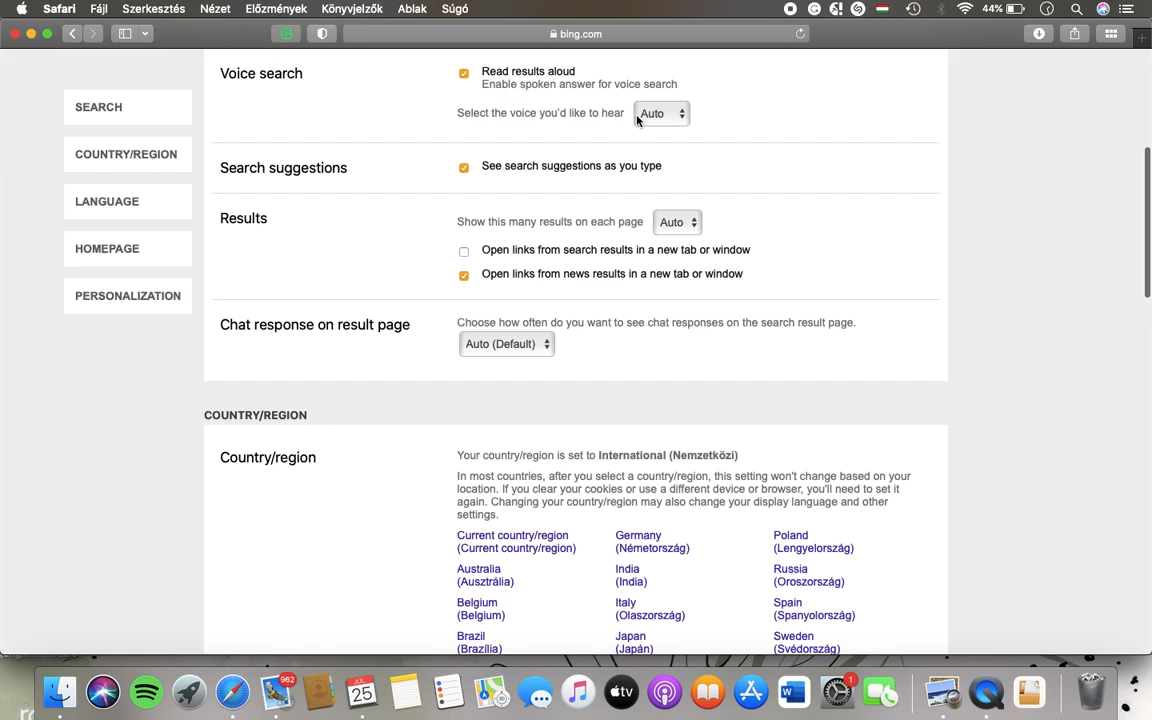 Safari Fájl Szerkesztés Nézet Előzmények Könyvjelzők Ablak Súgó 44%
bing.com
Voice search
Read results aloud
Enable spoken answer for voice search
Select the voice you'd like to hear Auto
SEARCH
COUNTRY/REGION
LANGUAGE
HOMEPAGE
PERSONALIZATION
Search suggestions
See search suggestions as you type
Results
Show this many results on each page Auto
Open links from search results in a new tab or window
Open links from news results in a new tab or window
Chat response on result page
Choose how often do you want to see chat responses on the search result page.
Auto (Default)
COUNTRY/REGION
Country/region
Your country/region is set to International (Nemzetközi)
In most countries, after you select a country/region, this setting won't change based on your
location. If you clear your cookies or use a different device or browser, you'll need to set it
again. Changing your country/region may also change your display language and other
settings.
Current country/region
(Current country/region)
Germany
(Németország)
Poland
(Lengyelország)
Australia
(Ausztrália)
India
(India)
Russia
(Oroszország)
Belgium
(Belgium)
Italy
(Olaszország)
Spain
(Spanyolország)
Brazil
(Brazília)
Japan
(Japán)
Sweden
(Svédország)
962
JÚL
25
1